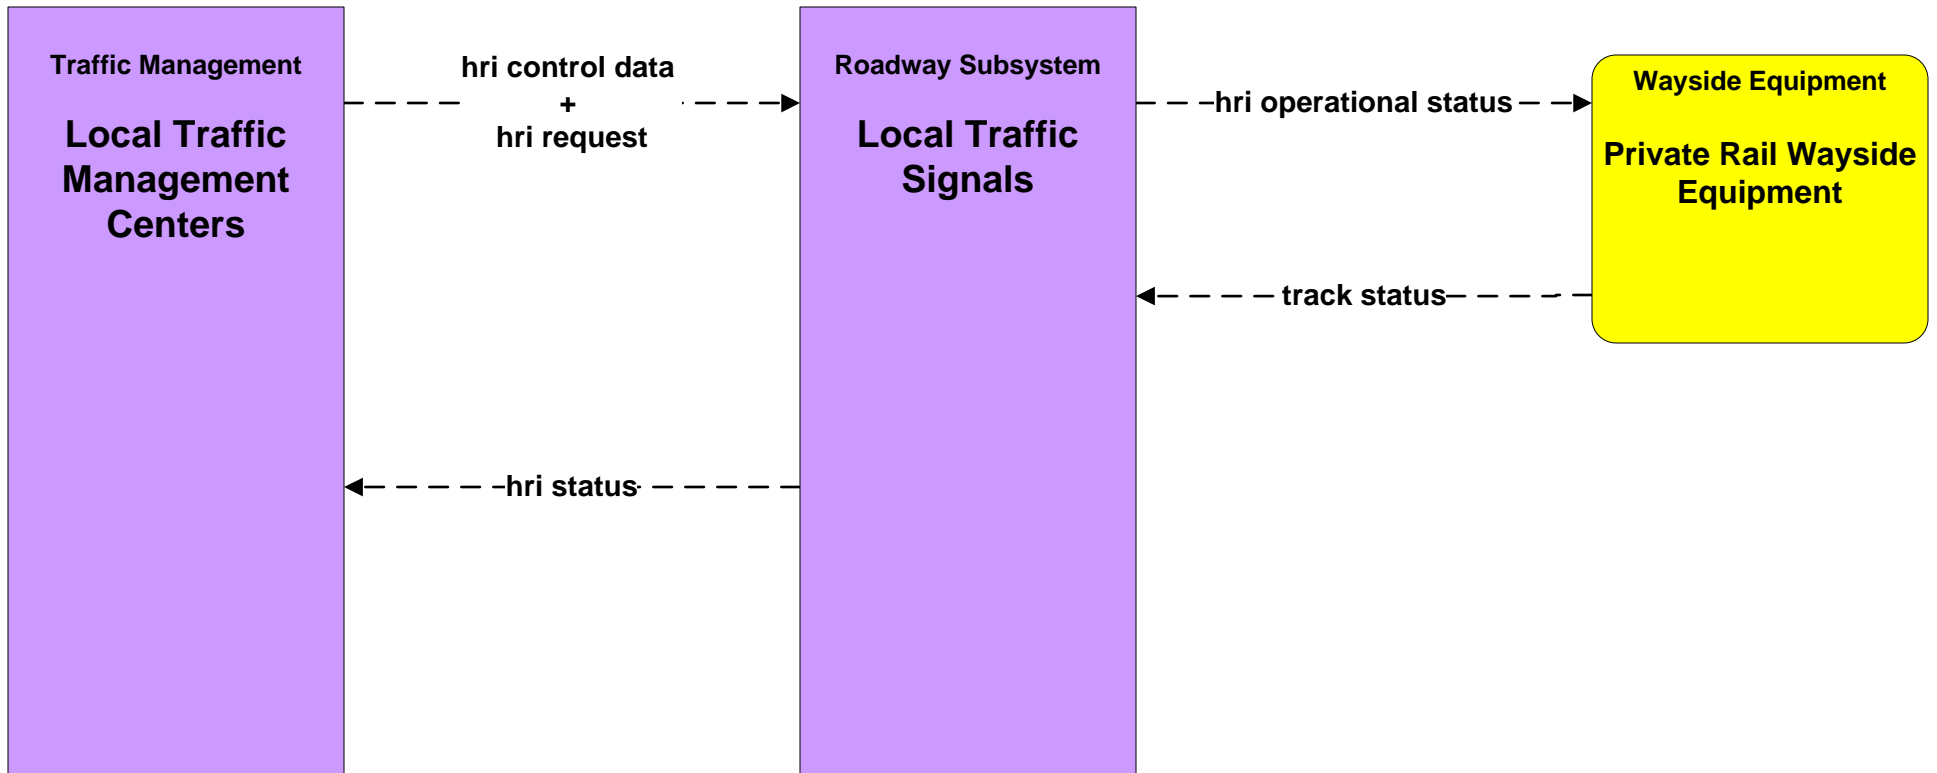 Traffic Management
Local Traffic
Management
Centers
hri control data
+
hri request
Roadway Subsystem
Local Traffic
Signals
hri operational status
Wayside Equipment
Private Rail Wayside
Equipment
track status
hri status